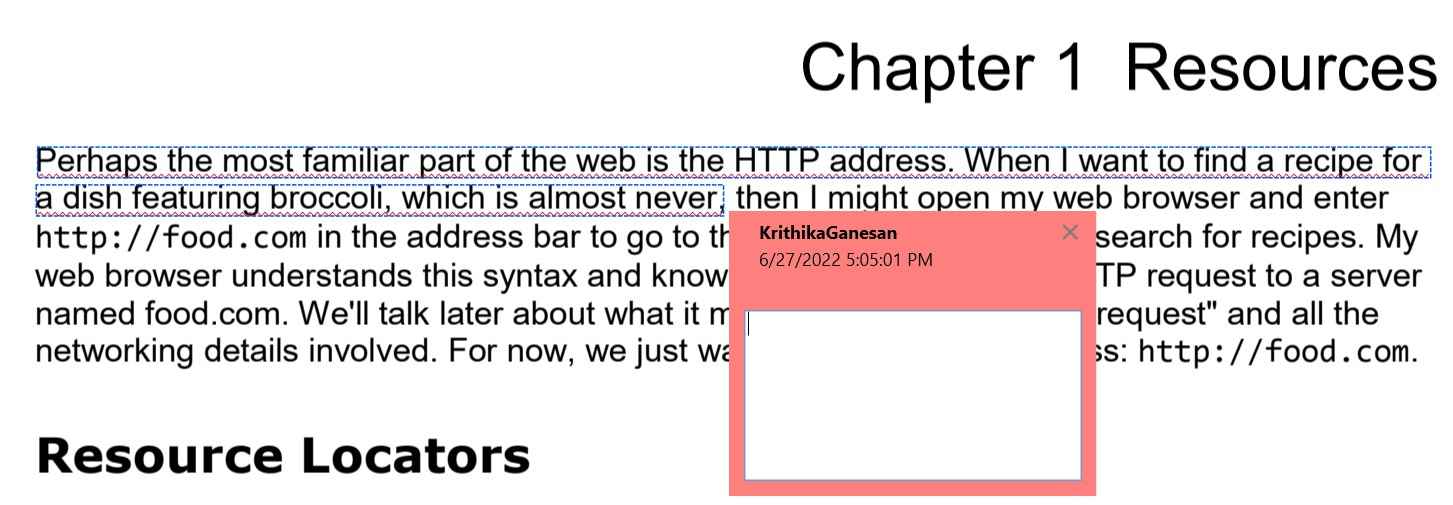 Chapter 1 Resources
Perhaps the most familiar part of the web is the HTTP address. When I want to find a recipe for
a dish featuring broccoli, which is almost never, then I might open my web browser and enter
http://food.com in the address bar to go to th search for recipes. My
web browser understands this syntax and know TP request to a server
named food.com. We'll talk later about what it m request" and all the
networking details involved. For now, we just wa ss: http://food.com.
KrithikaGanesan
6/27/2022 5:05:01 PM
Resource Locators